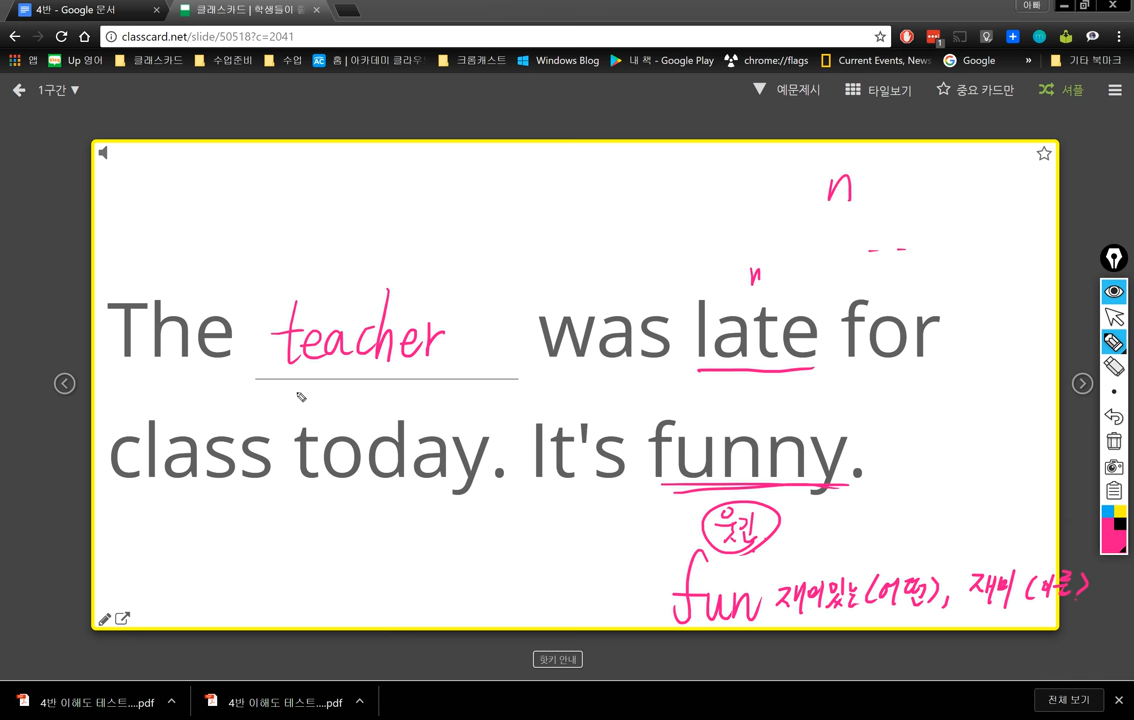 4반 - Google 문서
클래스카드 | 학생들이 좋
아빠
classcard.net/slide/50518?c=2041
1
앱 Up 영어 클래스카드 수업준비 수업 홈 | 아카데미 클라우 크롬캐스트 Windows Blog 내 책 - Google Play chrome://flags Current Events, News Google » 기타 북마크
1구간 ▼ ▼ 예문제시 타일보기 중요 카드만 셔플
n
n
The teacher was late for
class today. It's funny.
웃긴
fun 재미있는 (어떤), 재미
핫키 안내
4반 이해도 테스트....pdf 4반 이해도 테스트....pdf 전체 보기